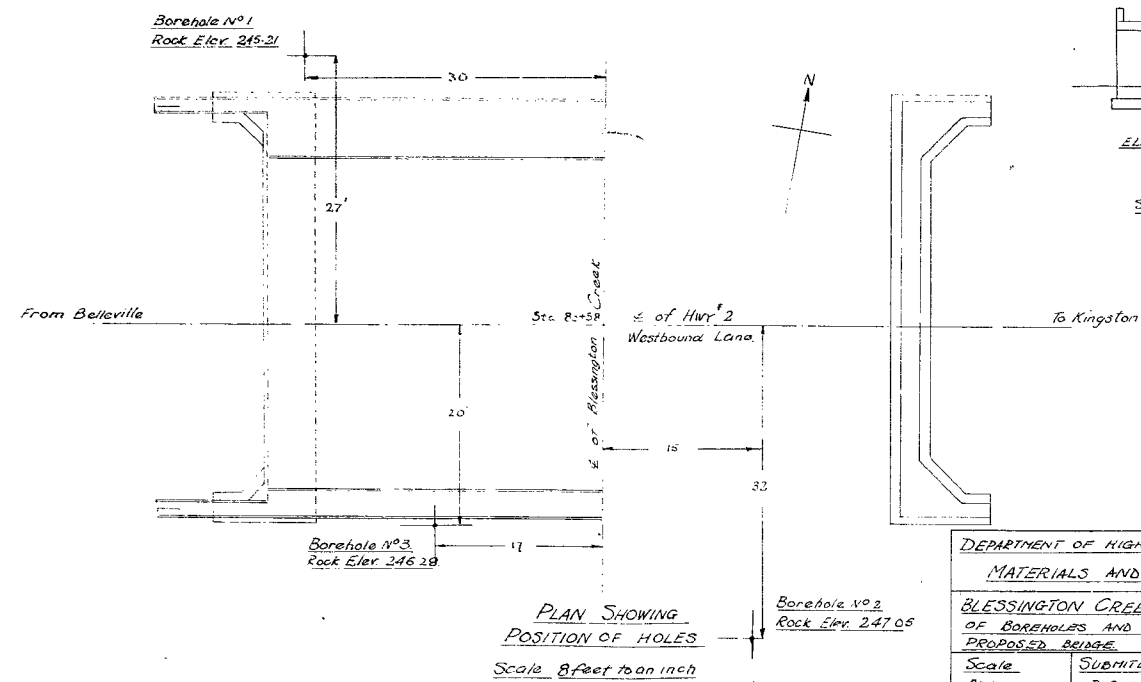 Borehole Nº 1
Rock Elev. 245.21
30
N
27'
From Belleville
Sta. 8+58
℄ of Hwy #2
Westbound Lane.
To Kingston
℄ of Blessington Creek
20'
15
32
Borehole Nº 3.
Rock Elev. 246.28
17
Borehole Nº 2
Rock Elev. 247.05
PLAN SHOWING
POSITION OF HOLES
Scale 8 feet to an inch
DEPARTMENT OF HIGH
MATERIALS AND
BLESSINGTON CREE
OF BOREHOLES AND
PROPOSED BRIDGE.
Scale